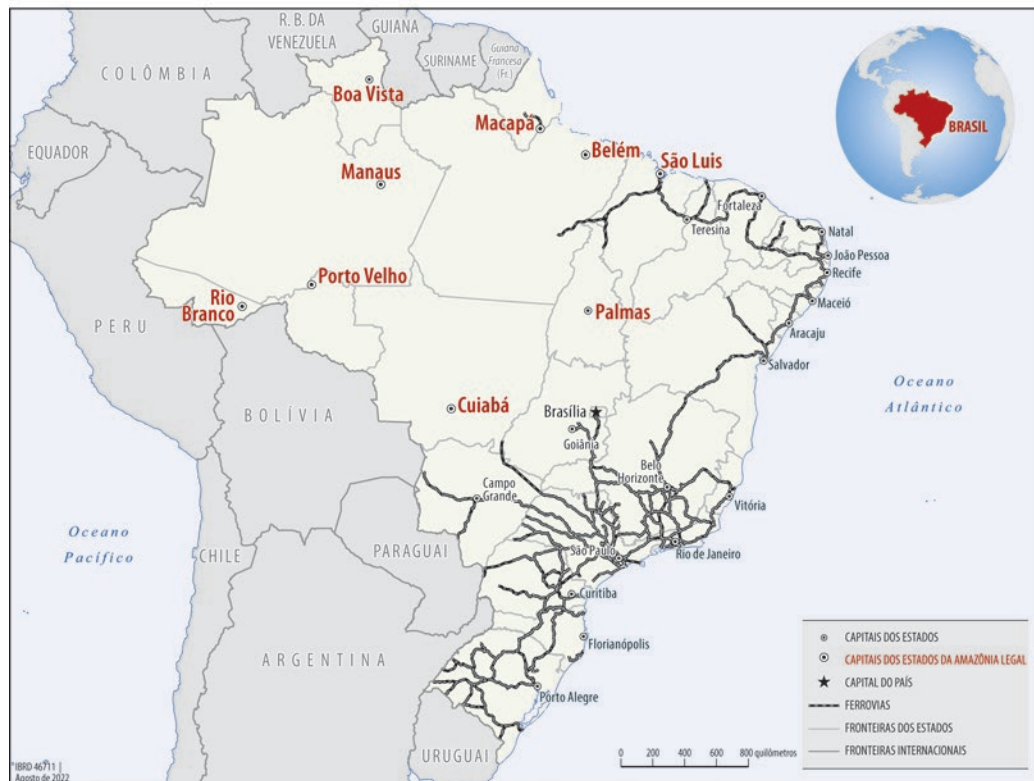 R. B. DA
VENEZUELA
GUIANA
SURINAME
Guiana
Francesa
(Fr.)
COLÔMBIA
Boa Vista
Macapá
BRASIL
EQUADOR
Belém
São Luis
Manaus
Fortaleza
Teresina
Natal
João Pessoa
Recife
Porto Velho
Rio
Branco
Palmas
Maceió
PERU
Aracaju
Salvador
Oceano
Atlântico
BOLÍVIA
Cuiabá
Brasília
Goiânia
Belo
Horizonte
Campo
Grande
Vitória
Oceano
Pacífico
CHILE
PARAGUAI
São Paulo
Rio de Janeiro
Curitiba
Florianópolis
ARGENTINA
Porto Alegre
URUGUAI
CAPITAIS DOS ESTADOS
CAPITAIS DOS ESTADOS DA AMAZÔNIA LEGAL
CAPITAL DO PAÍS
FERROVIAS
FRONTEIRAS DOS ESTADOS
FRONTEIRAS INTERNACIONAIS
0 200 400 600 800 quilômetros
IBRD 46711 |
Agosto de 2022